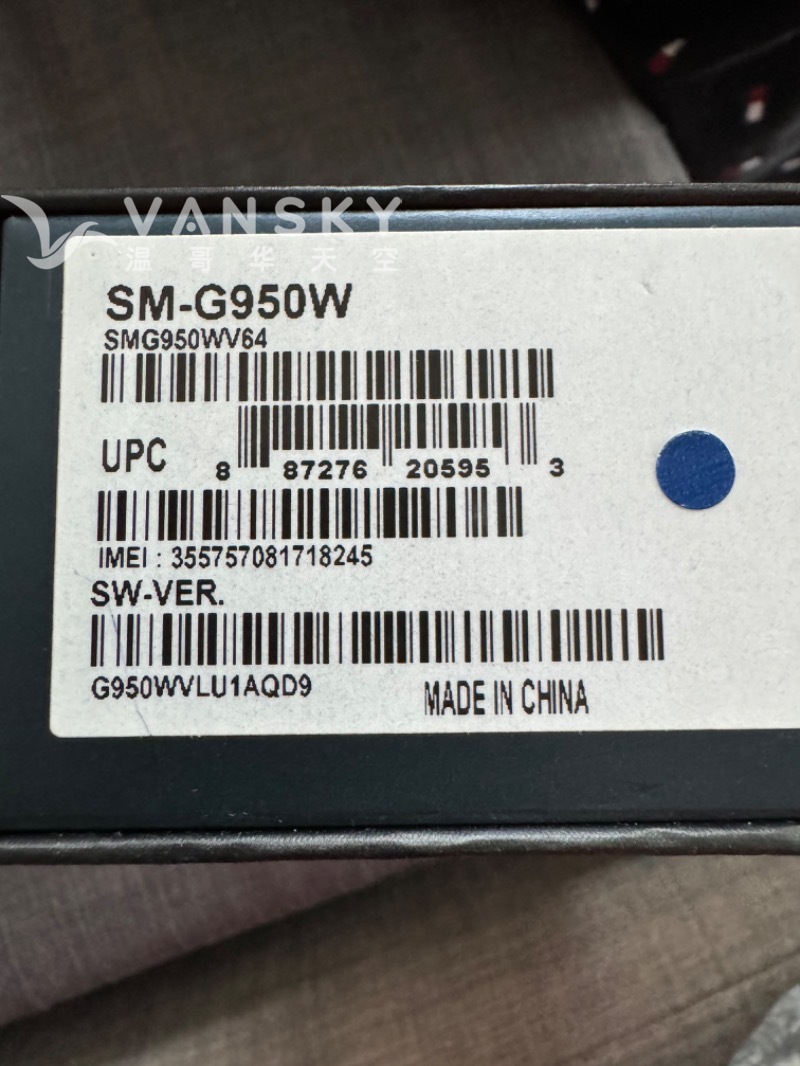 VANSKY
温哥华天空
SM-G950W
SMG950WV64
UPC 8 87276 20595 3
IMEI : 355757081718245
SW-VER.
G950WVLU1AQD9
MADE IN CHINA